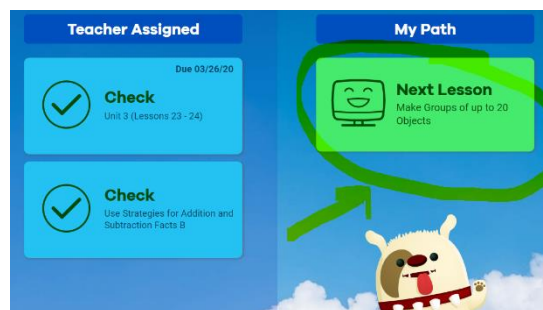 Teacher Assigned
Due 03/26/20
Check
Unit 3 (Lessons 23 - 24)
Check
Use Strategies for Addition and
Subtraction Facts B
My Path
Next Lesson
Make Groups of up to 20
Objects